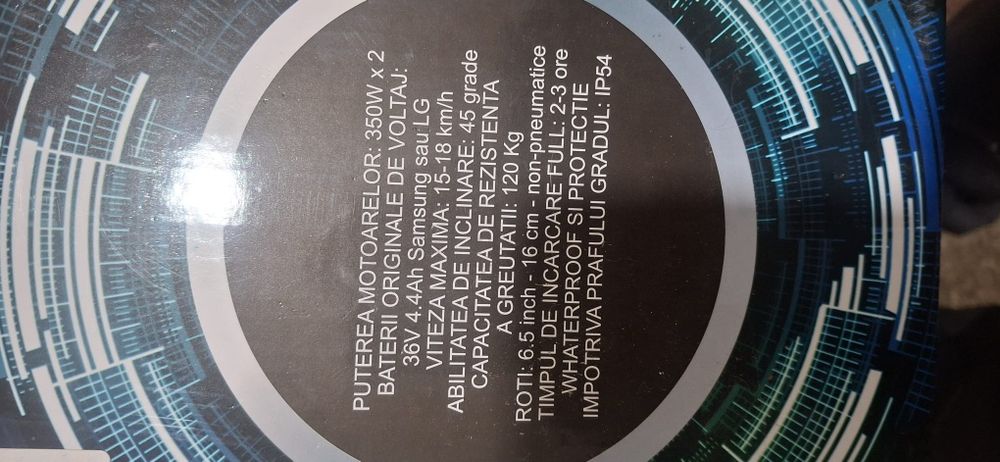 PUTEREA MOTOARELOR: 350W x 2
BATERII ORIGINALE DE VOLTAJ:
36V 4.4Ah Samsung sau LG
VITEZA MAXIMA: 15-18 km/h
ABILITATEA DE INCLINARE: 45 grade
CAPACITATEA DE REZISTENTA
A GREUTATII: 120 Kg
ROTI: 6.5 inch - 16 cm - non-pneumatice
TIMPUL DE INCARCARE FULL: 2-3 ore
WHATERPROOF SI PROTECTIE
IMPOTRIVA PRAFULUI GRADUL: IP54